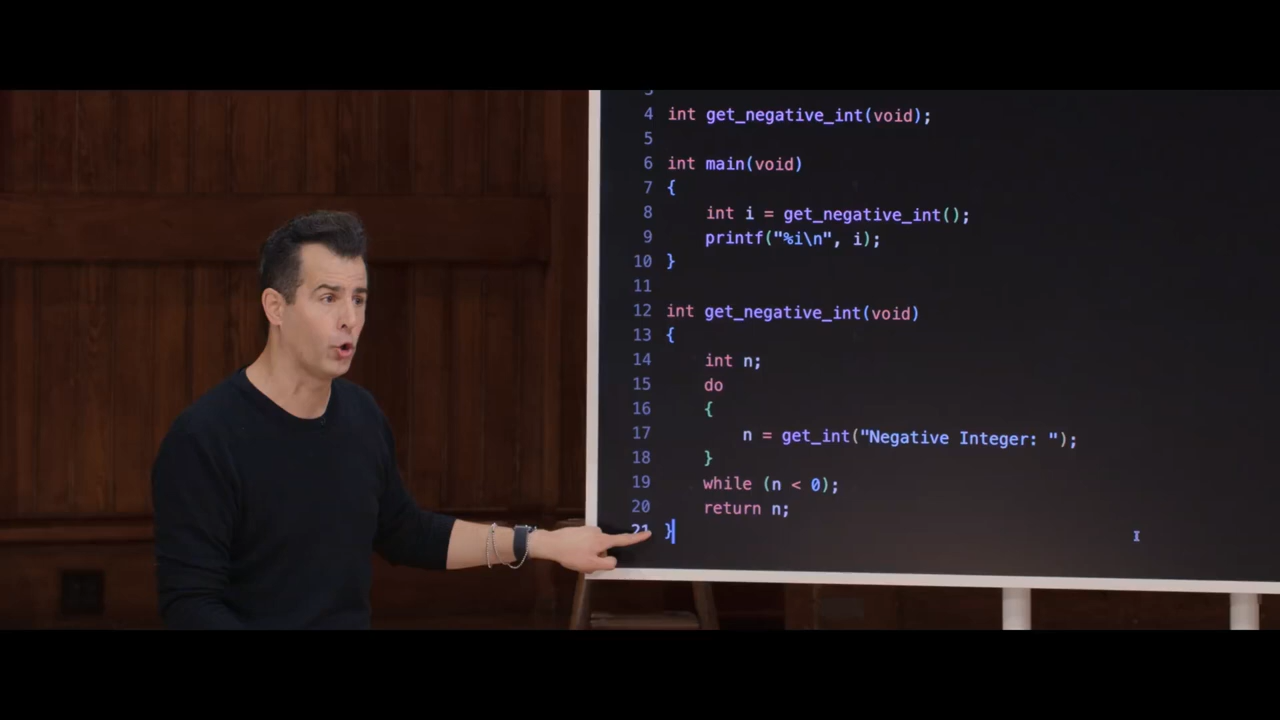 3
4 int get_negative_int(void);
5
6 int main(void)
7 {
8 int i = get_negative_int();
9 printf("%i\n", i);
10 }
11
12 int get_negative_int(void)
13 {
14 int n;
15 do
16 {
17 n = get_int("Negative Integer: ");
18 }
19 while (n < 0);
20 return n;
21 }